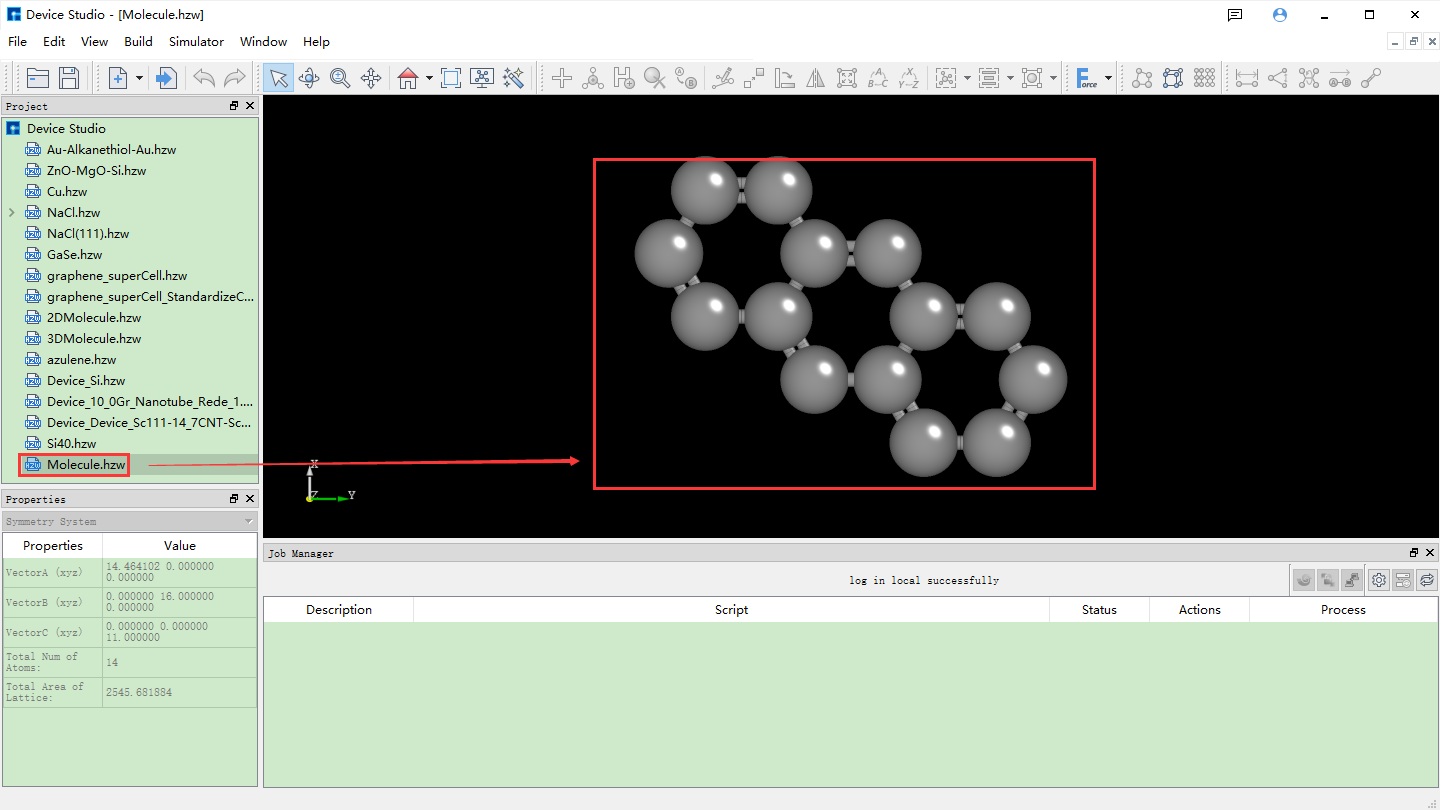 Device Studio - [Molecule.hzw]
File Edit View Build Simulator Window Help
Force
Project
Device Studio
Au-Alkanethiol-Au.hzw
ZnO-MgO-Si.hzw
Cu.hzw
NaCl.hzw
NaCl(111).hzw
GaSe.hzw
graphene_superCell.hzw
graphene_superCell_StandardizeC...
2DMolecule.hzw
3DMolecule.hzw
azulene.hzw
Device_Si.hzw
Device_10_0Gr_Nanotube_Rede_1....
Device_Device_Sc111-14_7CNT-Sc...
Si40.hzw
Molecule.hzw
X
Z Y
Properties
Symmetry System
Properties Value
VectorA (xyz) 14.464102 0.000000
0.000000
VectorB (xyz) 0.000000 16.000000
0.000000
VectorC (xyz) 0.000000 0.000000
11.000000
Total Num of
Atoms: 14
Total Area of
Lattice: 2545.681884
Job Manager
log in local successfully
Description Script Status Actions Process